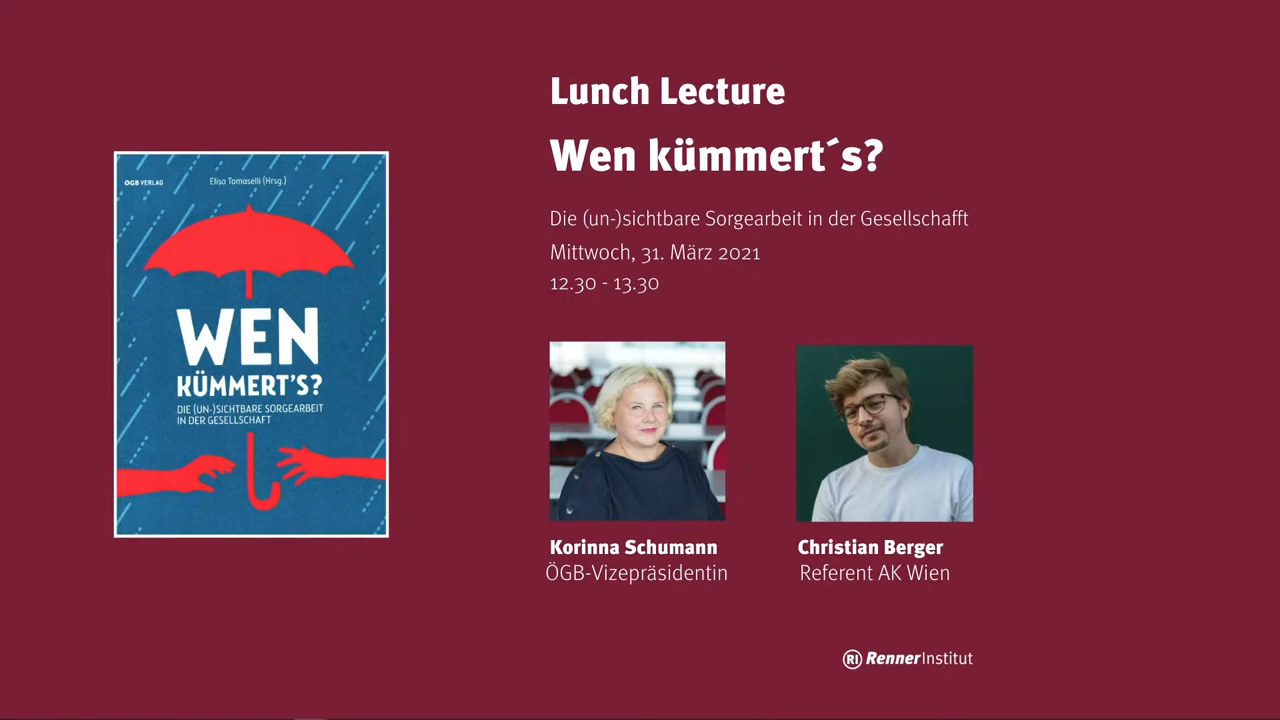 ÖGB VERLAG
Elisa Tomaselli (Hrsg.)
WEN
KÜMMERT'S?
DIE (UN-)SICHTBARE SORGEARBEIT
IN DER GESELLSCHAFT
Lunch Lecture
Wen kümmert´s?
Die (un-)sichtbare Sorgearbeit in der Gesellschafft
Mittwoch, 31. März 2021
12.30 - 13.30
Korinna Schumann
ÖGB-Vizepräsidentin
Christian Berger
Referent AK Wien
RI RennerInstitut